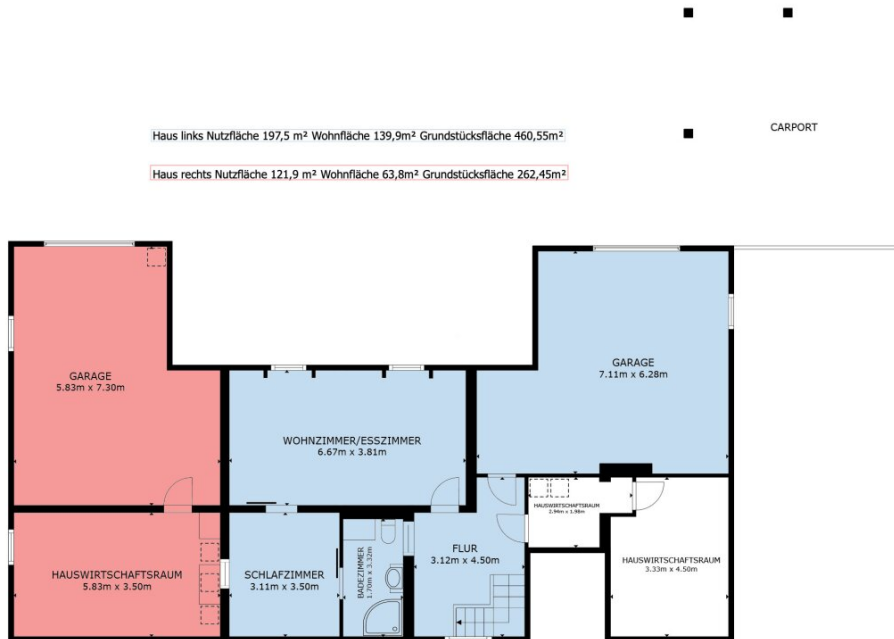 CARPORT
Haus links Nutzfläche 197,5 m² Wohnfläche 139,9m² Grundstücksfläche 460,55m²
Haus rechts Nutzfläche 121,9 m² Wohnfläche 63,8m² Grundstücksfläche 262,45m²
GARAGE
5.83m x 7.30m
GARAGE
7.11m x 6.28m
WOHNZIMMER/ESSZIMMER
6.67m x 3.81m
HAUSWIRTSCHAFTSRAUM
5.83m x 3.50m
SCHLAFZIMMER
3.11m x 3.50m
BADEZIMMER
1.70m x 3.32m
FLUR
3.12m x 4.50m
HAUSWIRTSCHAFTSRAUM
2.94m x 1.98m
HAUSWIRTSCHAFTSRAUM
3.33m x 4.50m